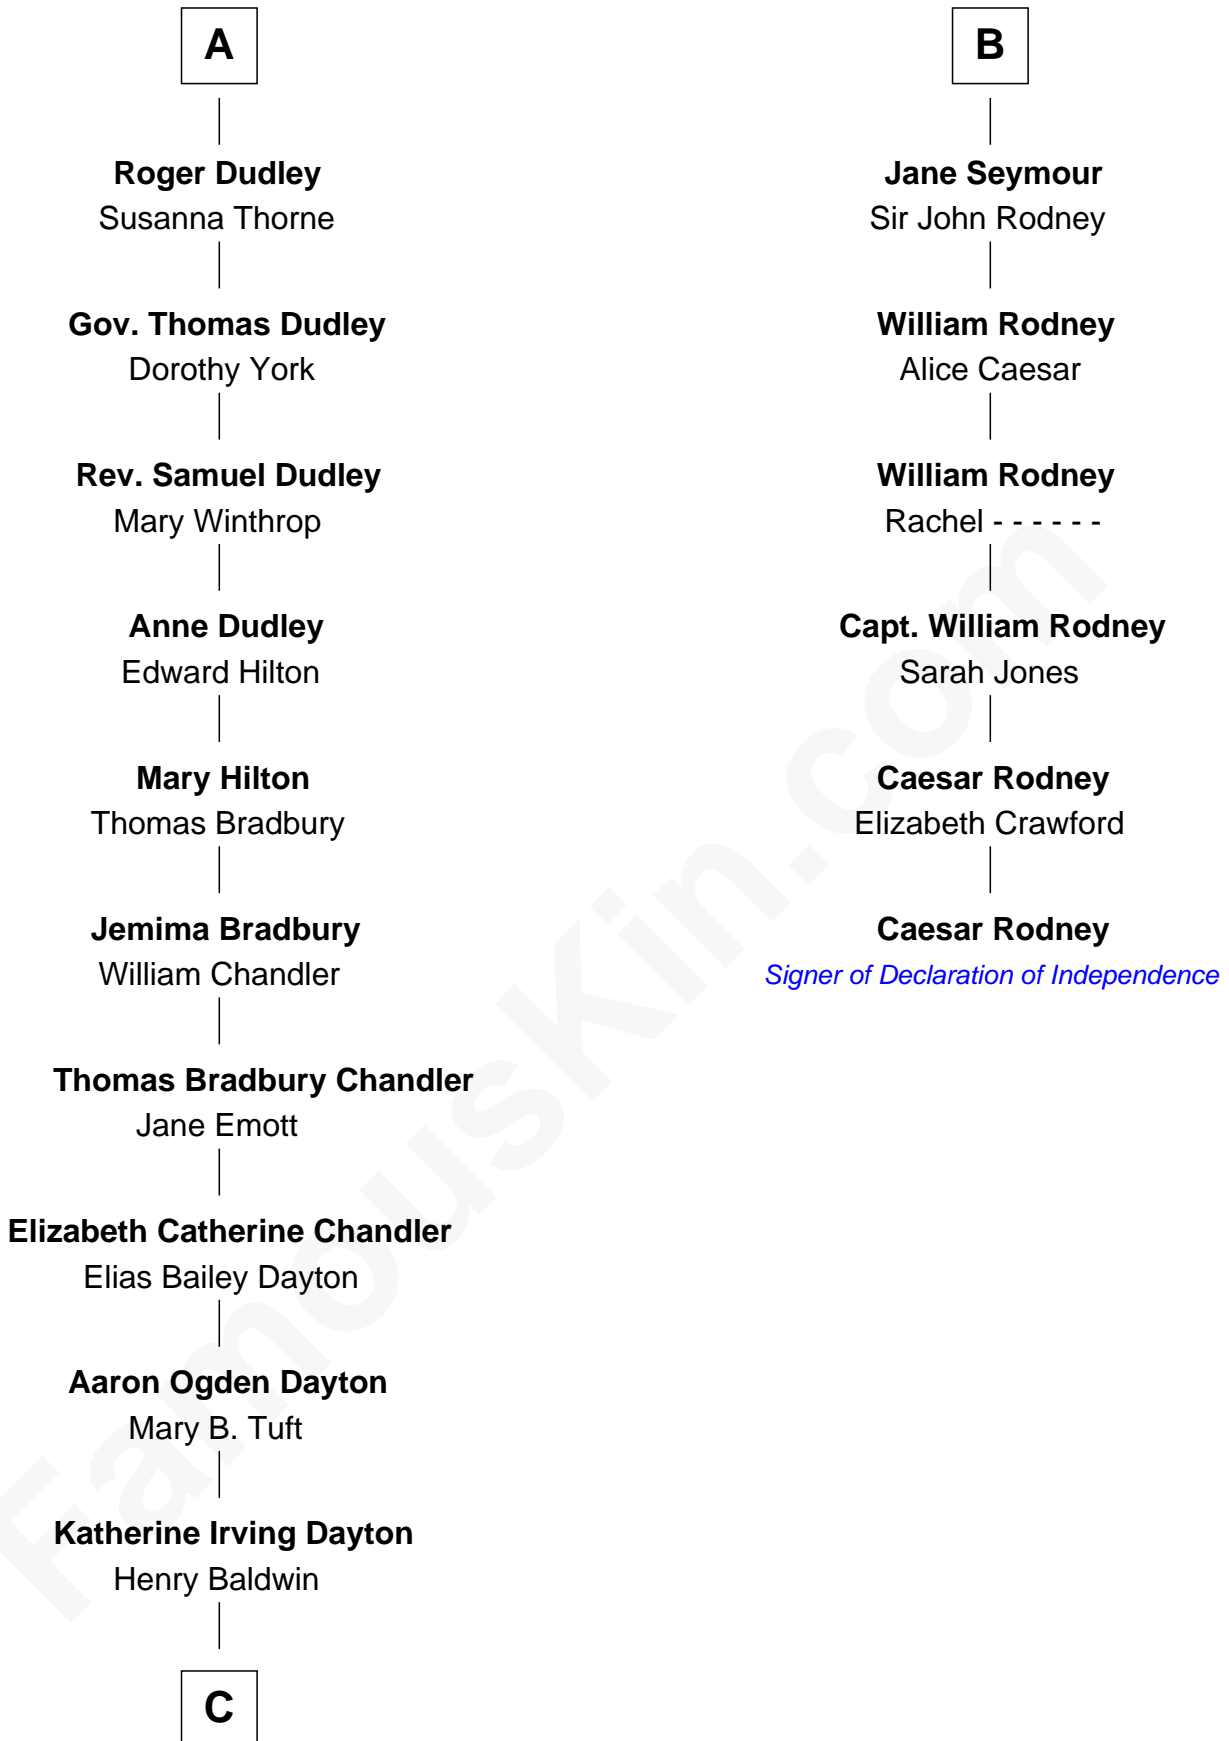 A
Roger Dudley
Susanna Thorne
Gov. Thomas Dudley
Dorothy York
Rev. Samuel Dudley
Mary Winthrop
Anne Dudley
Edward Hilton
Mary Hilton
Thomas Bradbury
Jemima Bradbury
William Chandler
Thomas Bradbury Chandler
Jane Emott
Elizabeth Catherine Chandler
Elias Bailey Dayton
Aaron Ogden Dayton
Mary B. Tuft
Katherine Irving Dayton
Henry Baldwin
C
B
Jane Seymour
Sir John Rodney
William Rodney
Alice Caesar
William Rodney
Rachel - - - - - -
Capt. William Rodney
Sarah Jones
Caesar Rodney
Elizabeth Crawford
Caesar Rodney
Signer of Declaration of Independence
FamousKin.com